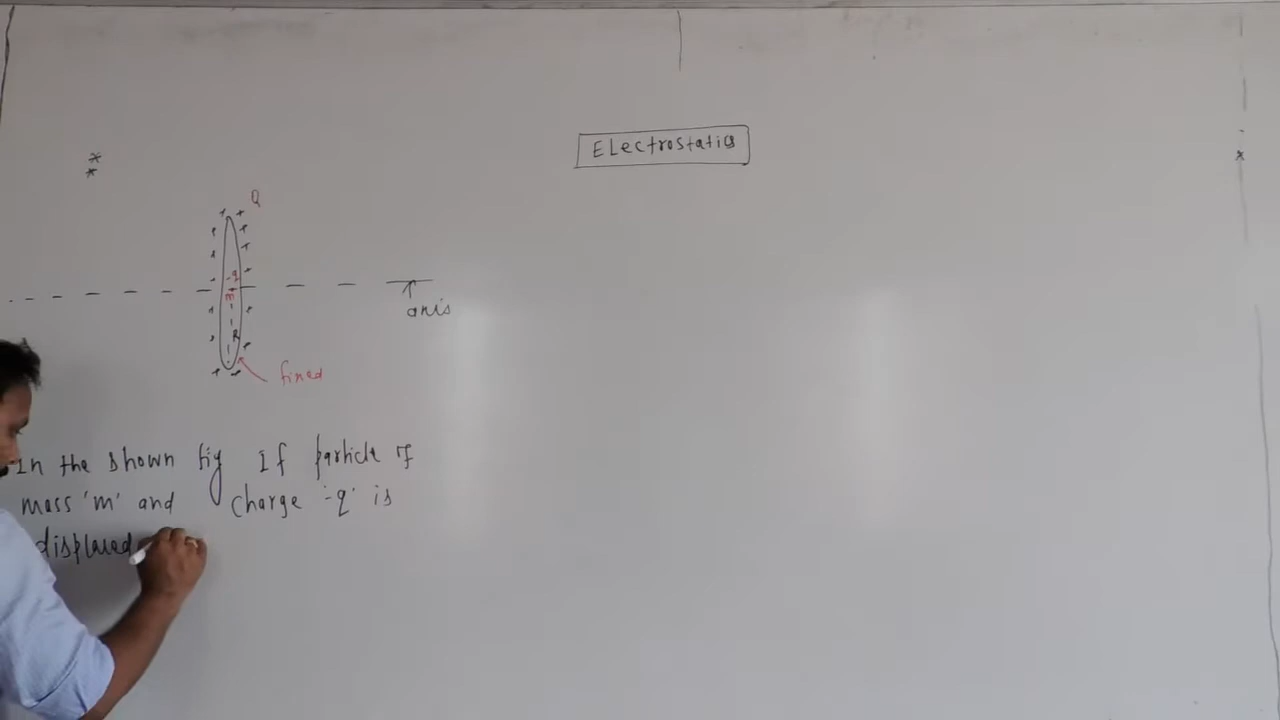 Electrostatics
Q
-q
m
axis
R
fixed
In the shown fig If particle of
mass 'm' and charge '-q' is
displaced